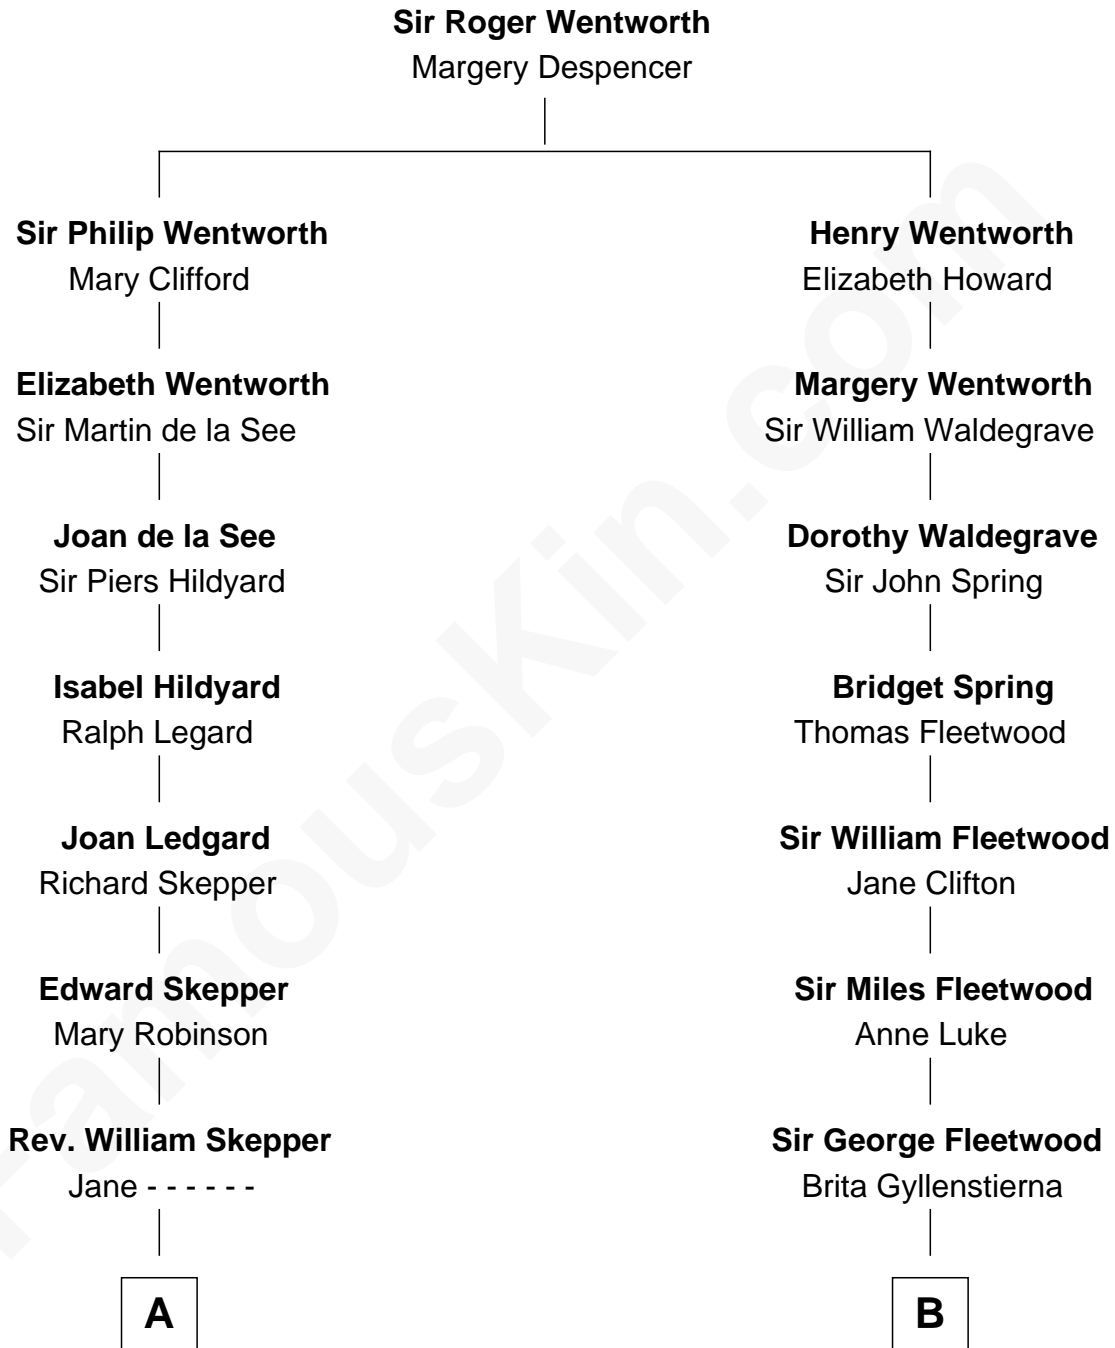 Sir Roger Wentworth
Margery Despencer
Sir Philip Wentworth
Mary Clifford
Henry Wentworth
Elizabeth Howard
Elizabeth Wentworth
Sir Martin de la See
Margery Wentworth
Sir William Waldegrave
Joan de la See
Sir Piers Hildyard
Dorothy Waldegrave
Sir John Spring
Isabel Hildyard
Ralph Legard
Bridget Spring
Thomas Fleetwood
Joan Ledgard
Richard Skepper
Sir William Fleetwood
Jane Clifton
Edward Skepper
Mary Robinson
Sir Miles Fleetwood
Anne Luke
Rev. William Skepper
Jane - - - - - -
Sir George Fleetwood
Brita Gyllenstierna
A
B
FamousKin.com